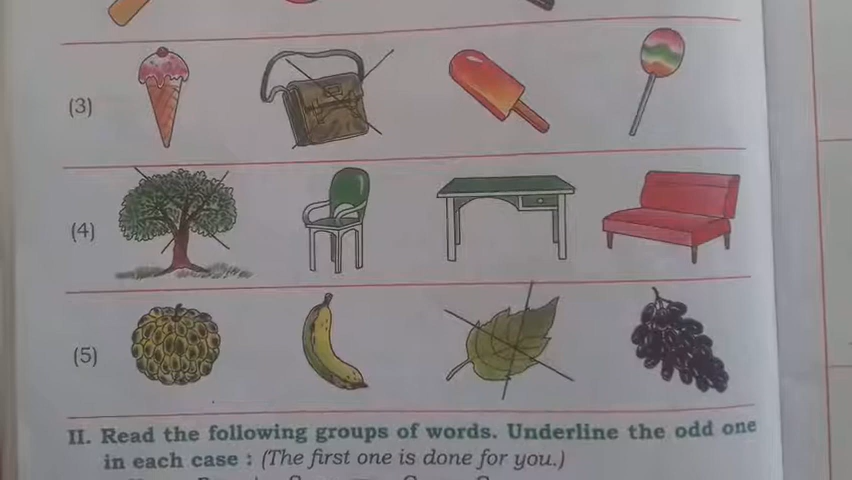 (3)
(4)
(5)
II. Read the following groups of words. Underline the odd one
in each case : (The first one is done for you.)